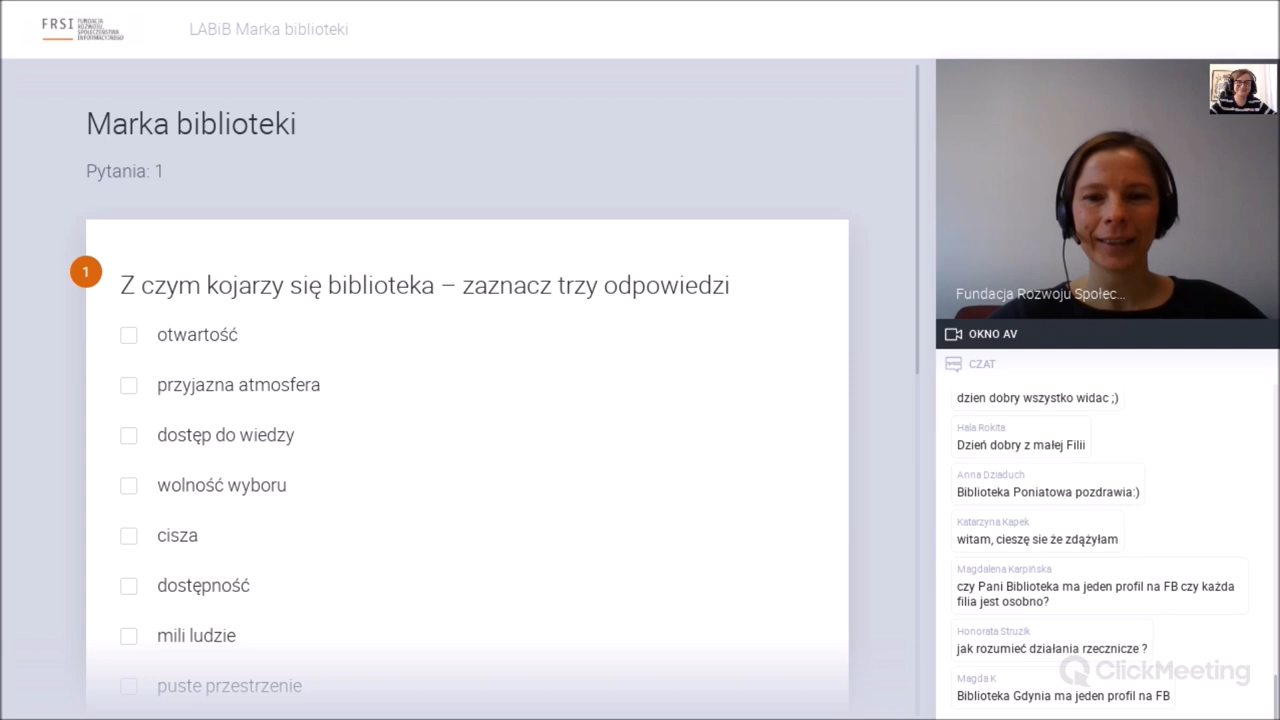 FRSI
FUNDACJA
ROZWOJU
SPOŁECZEŃSTWA
INFORMACYJNEGO
LABiB Marka biblioteki
Marka biblioteki
Pytania: 1
1
Z czym kojarzy się biblioteka – zaznacz trzy odpowiedzi
otwartość
przyjazna atmosfera
dostęp do wiedzy
wolność wyboru
cisza
dostępność
mili ludzie
puste przestrzenie
Fundacja Rozwoju Społec...
OKNO AV
CZAT
dzien dobry wszystko widac ;)
Hala Rokita
Dzień dobry z małej Filii
Anna Dziaduch
Biblioteka Poniatowa pozdrawia:)
Katarzyna Kapek
witam, cieszę sie że zdążyłam
Magdalena Karpińska
czy Pani Biblioteka ma jeden profil na FB czy każda
filia jest osobno?
Honorata Struzik
jak rozumieć działania rzecznicze ?
ClickMeeting
Magda K
Biblioteka Gdynia ma jeden profil na FB